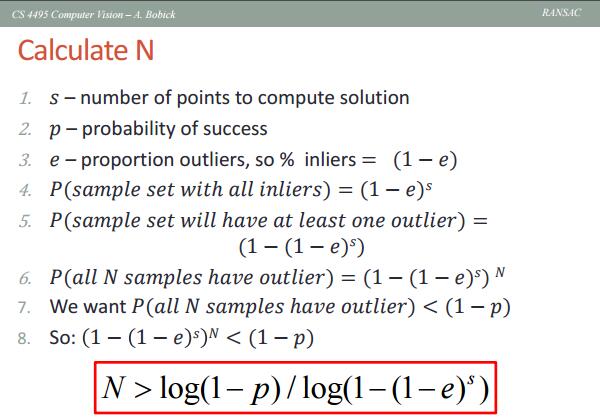 CS 4495 Computer Vision – A. Bobick
RANSAC
Calculate N
1. s – number of points to compute solution
2. p – probability of success
3. e – proportion outliers, so % inliers = (1 − e)
4. P(sample set with all inliers) = (1 − e)ˢ
5. P(sample set will have at least one outlier) =
(1 − (1 − e)ˢ)
6. P(all N samples have outlier) = (1 − (1 − e)ˢ) ᴺ
7. We want P(all N samples have outlier) < (1 − p)
8. So: (1 − (1 − e)ˢ)ᴺ < (1 − p)
N > log(1 − p) / log(1 − (1 − e)ˢ)